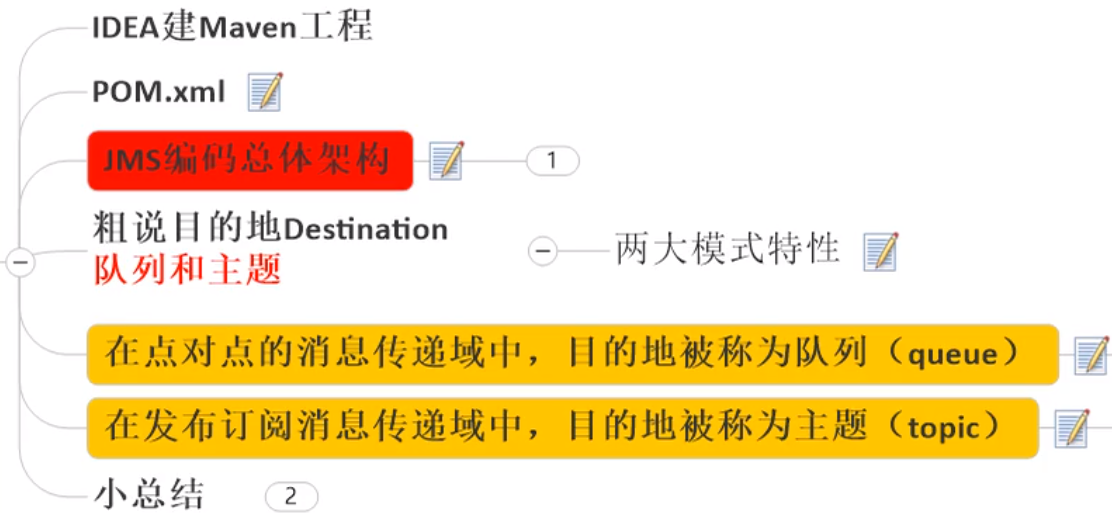 IDEA建Maven工程
POM.xml
JMS编码总体架构
1
粗说目的地Destination
队列和主题
两大模式特性
在点对点的消息传递域中，目的地被称为队列（queue）
在发布订阅消息传递域中，目的地被称为主题（topic）
小总结
2